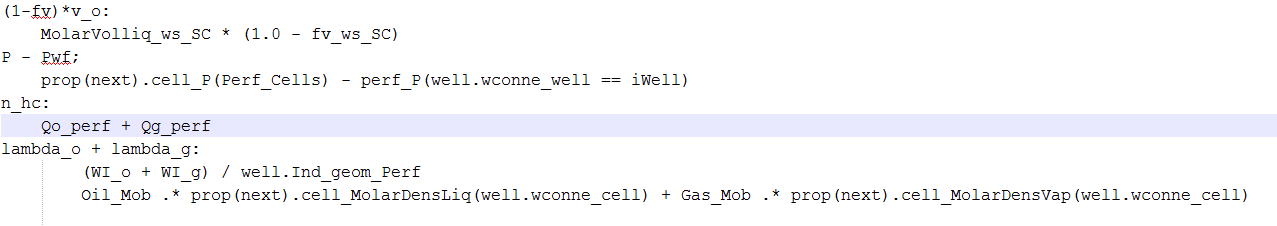 (1-fv)*v_o:
MolarVolliq_ws_SC * (1.0 - fv_ws_SC)
P - Pwf;
prop(next).cell_P(Perf_Cells) - perf_P(well.wconne_well == iWell)
n_hc:
Qo_perf + Qg_perf
lambda_o + lambda_g:
(WI_o + WI_g) / well.Ind_geom_Perf
Oil_Mob .* prop(next).cell_MolarDensLiq(well.wconne_cell) + Gas_Mob .* prop(next).cell_MolarDensVap(well.wconne_cell)